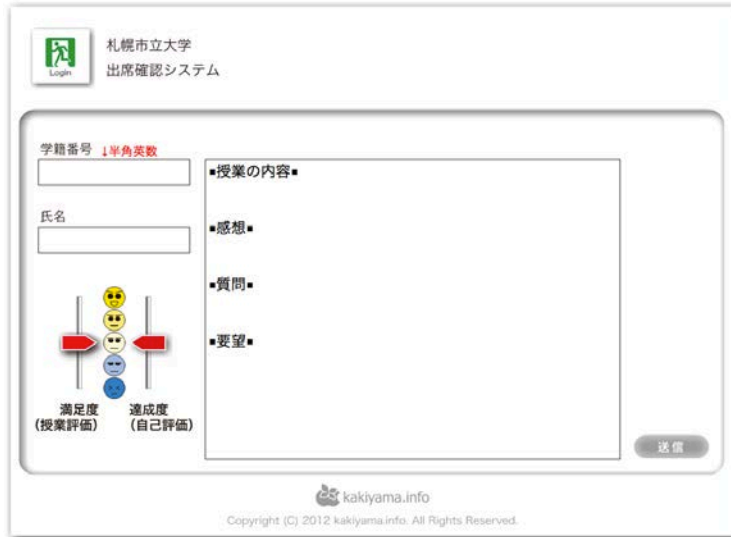 Login
札幌市立大学
出席確認システム
学籍番号 ↓半角英数
氏名
■授業の内容■
■感想■
■質問■
■要望■
満足度
(授業評価)
達成度
(自己評価)
送信
kakiyama.info
Copyright (C) 2012 kakiyama.info. All Rights Reserved.